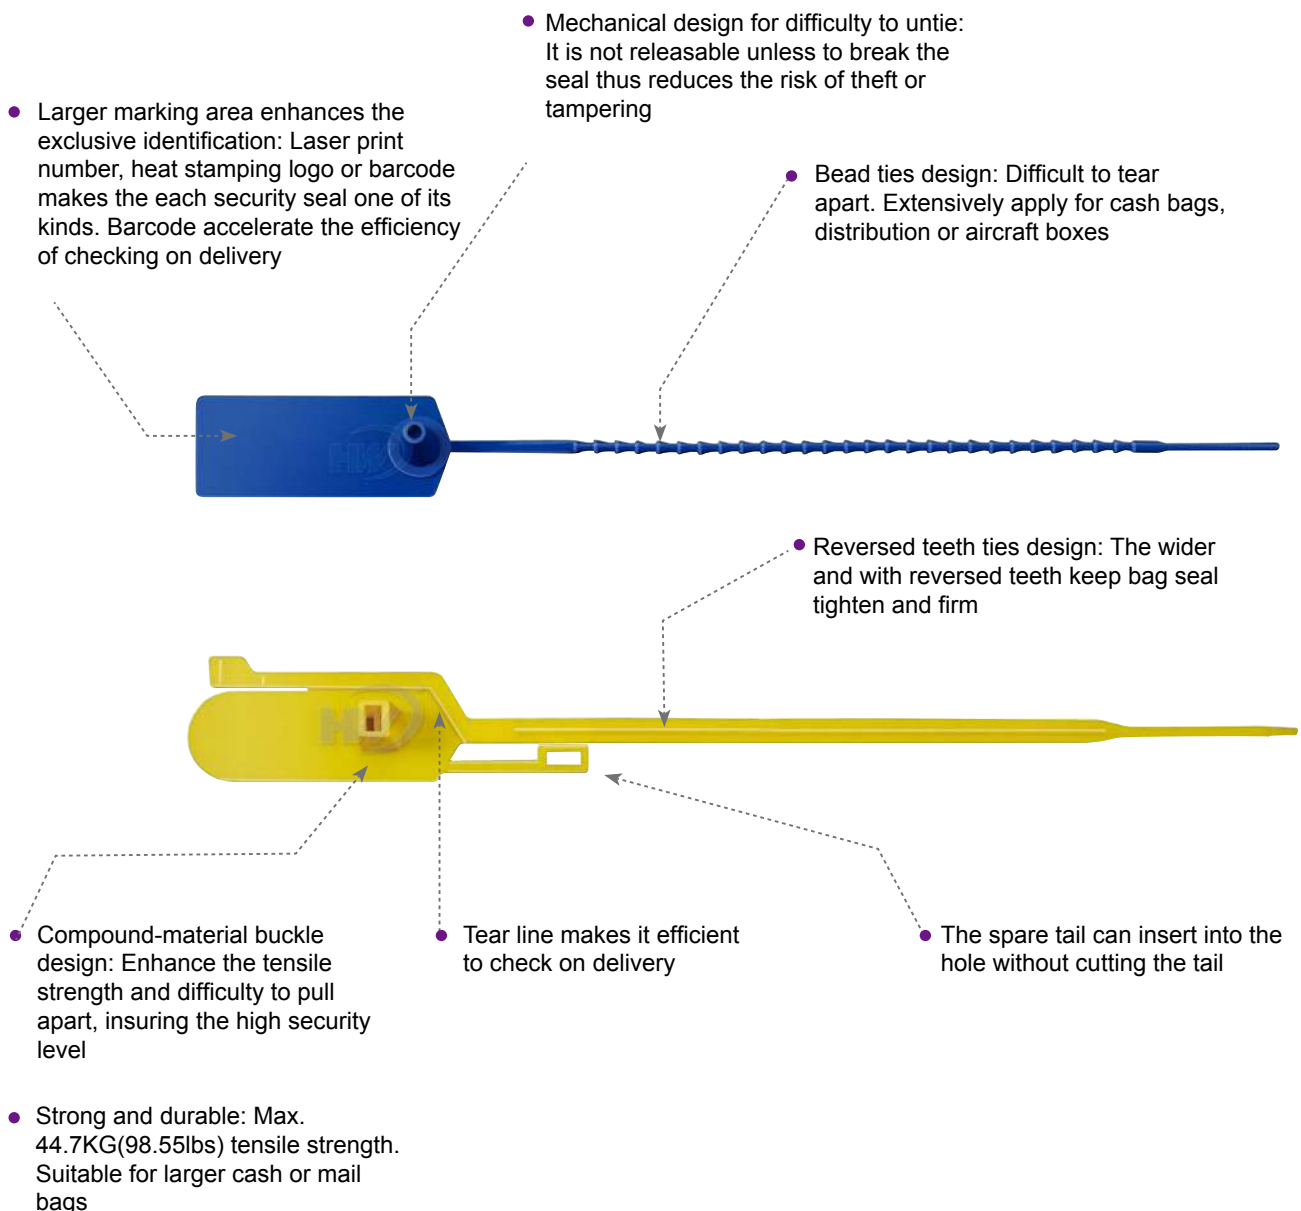 Mechanical design for difficulty to untie:
It is not releasable unless to break the
seal thus reduces the risk of theft or
tampering
Larger marking area enhances the
exclusive identification: Laser print
number, heat stamping logo or barcode
makes the each security seal one of its
kinds. Barcode accelerate the efficiency
of checking on delivery
Bead ties design: Difficult to tear
apart. Extensively apply for cash bags,
distribution or aircraft boxes
Reversed teeth ties design: The wider
and with reversed teeth keep bag seal
tighten and firm
Compound-material buckle
design: Enhance the tensile
strength and difficulty to pull
apart, insuring the high security
level
Tear line makes it efficient
to check on delivery
The spare tail can insert into the
hole without cutting the tail
Strong and durable: Max.
44.7KG(98.55lbs) tensile strength.
Suitable for larger cash or mail
bags